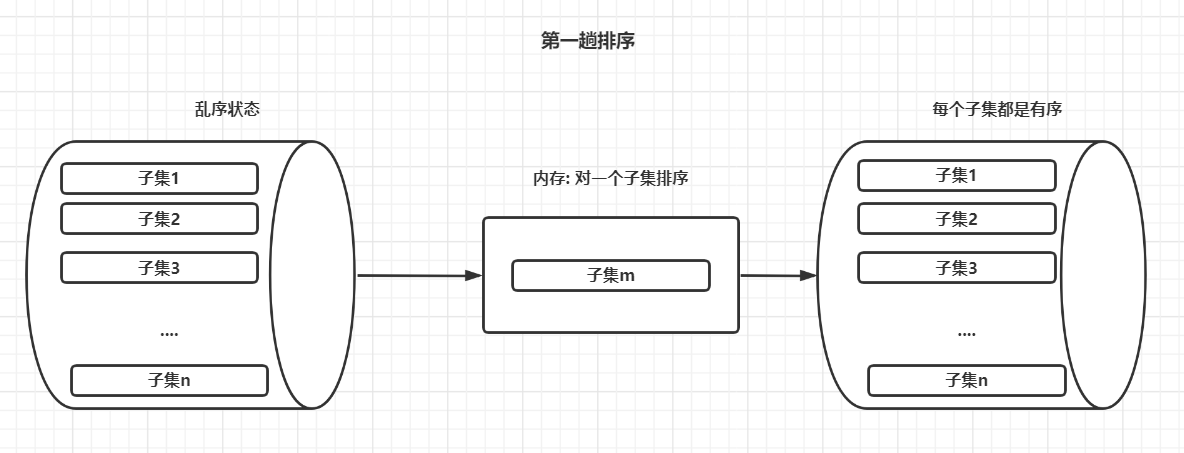 第一趟排序
乱序状态
子集1
子集2
子集3
....
子集n
内存: 对一个子集排序
子集m
每个子集都是有序
子集1
子集2
子集3
....
子集n